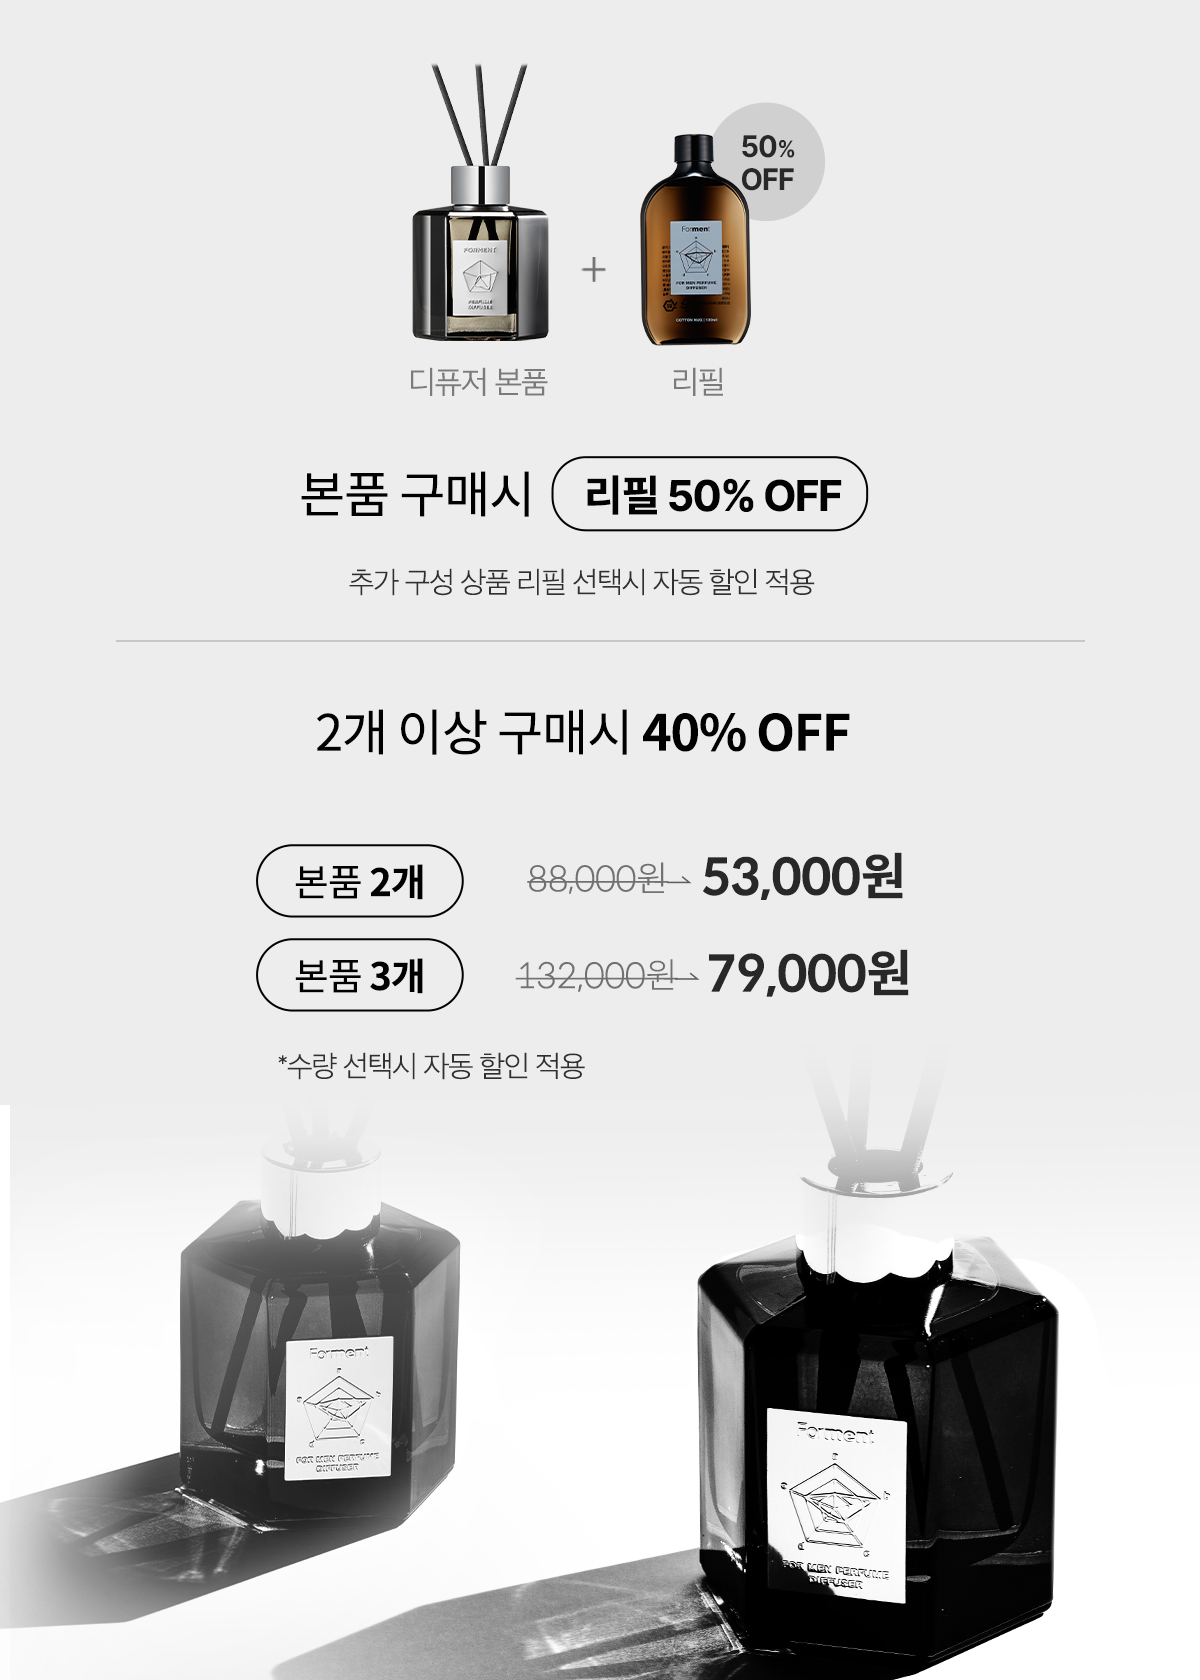 50%
OFF
FORMENT
PERFUME
DIFFUSER
Forment
FOR MEN PERFUME
DIFFUSER
+
디퓨저 본품
리필
본품 구매시 리필 50% OFF
추가 구성 상품 리필 선택시 자동 할인 적용
2개 이상 구매시 40% OFF
본품 2개 88,000원 → 53,000원
본품 3개 132,000원 → 79,000원
*수량 선택시 자동 할인 적용
Forment
FOR MEN PERFUME
DIFFUSER
Forment
FOR MEN PERFUME
DIFFUSER